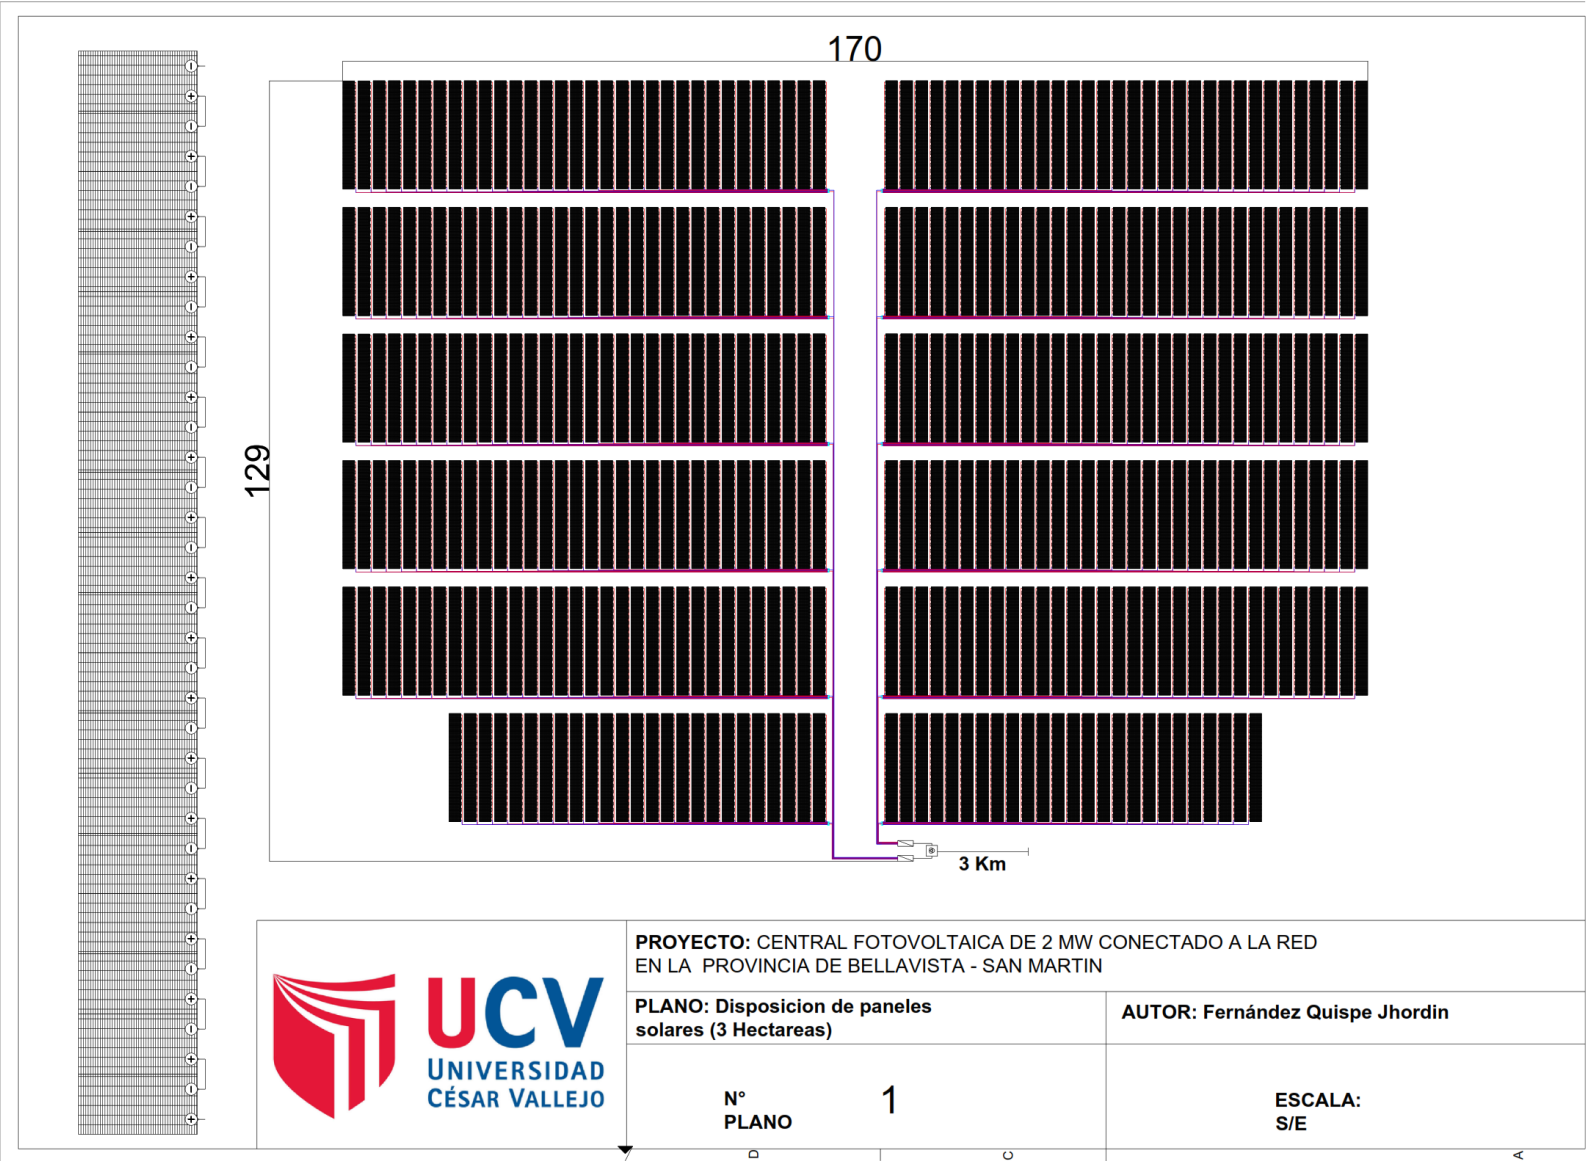 170
129
3 Km
UCV
UNIVERSIDAD
CÉSAR VALLEJO
PROYECTO: CENTRAL FOTOVOLTAICA DE 2 MW CONECTADO A LA RED
EN LA PROVINCIA DE BELLAVISTA - SAN MARTIN
PLANO: Disposicion de paneles
solares (3 Hectareas)
AUTOR: Fernández Quispe Jhordin
N°
PLANO
1
ESCALA:
S/E
D
C
A